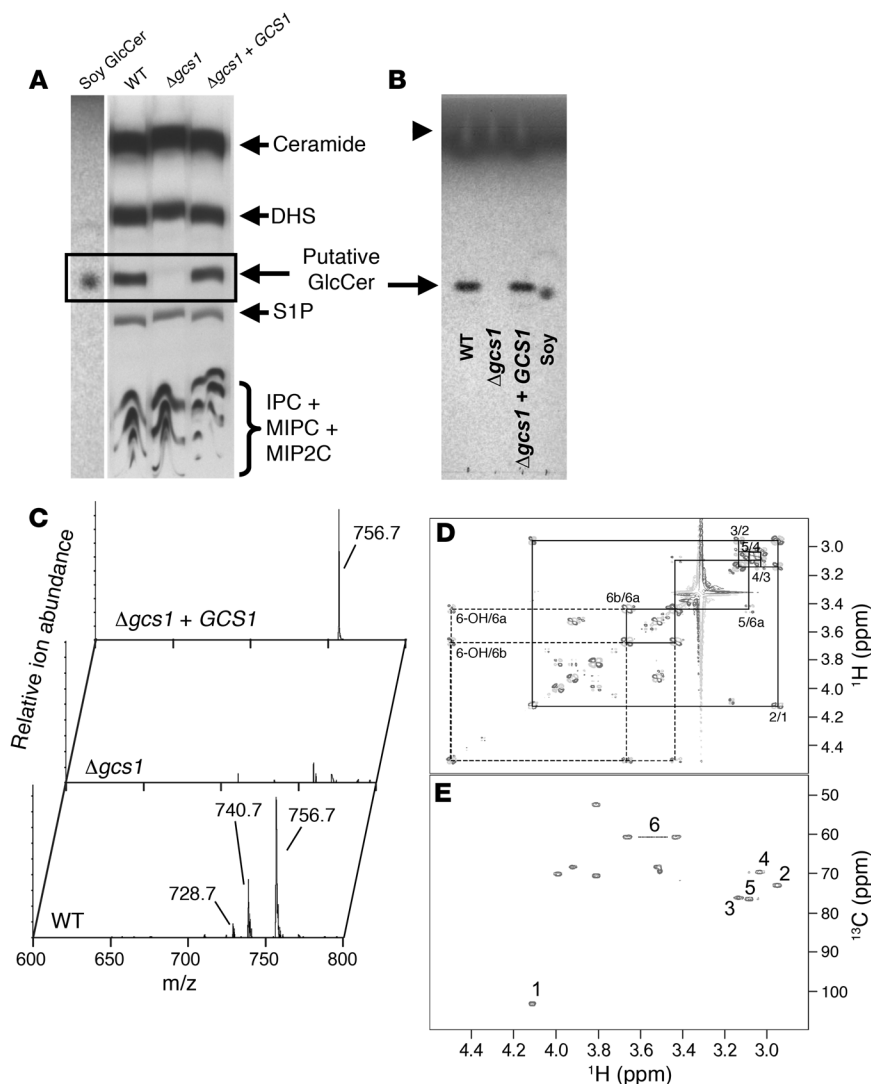 A
Soy GlcCer
WT
Δgcs1
Δgcs1 + GCS1
Ceramide
DHS
Putative
GlcCer
S1P
IPC +
MIPC +
MIP2C
B
WT
Δgcs1
Δgcs1 + GCS1
Soy
C
Relative ion abundance
756.7
Δgcs1 + GCS1
Δgcs1
740.7
756.7
728.7
WT
600
650
700
750
800
m/z
D
3/2
5/4
4/3
6b/6a
5/6a
6-OH/6a
6-OH/6b
2/1
3.0
3.2
3.4
3.6
3.8
4.0
4.2
4.4
1H (ppm)
E
6
4
2
5
3
1
50
60
70
80
90
100
13C (ppm)
4.4
4.2
4.0
3.8
3.6
3.4
3.2
3.0
1H (ppm)